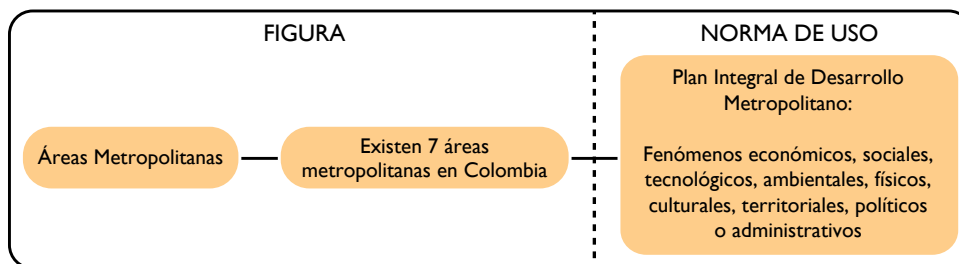 FIGURA
NORMA DE USO
Áreas Metropolitanas
Existen 7 áreas
metropolitanas en Colombia
Plan Integral de Desarrollo
Metropolitano:
Fenómenos económicos, sociales,
tecnológicos, ambientales, físicos,
culturales, territoriales, políticos
o administrativos